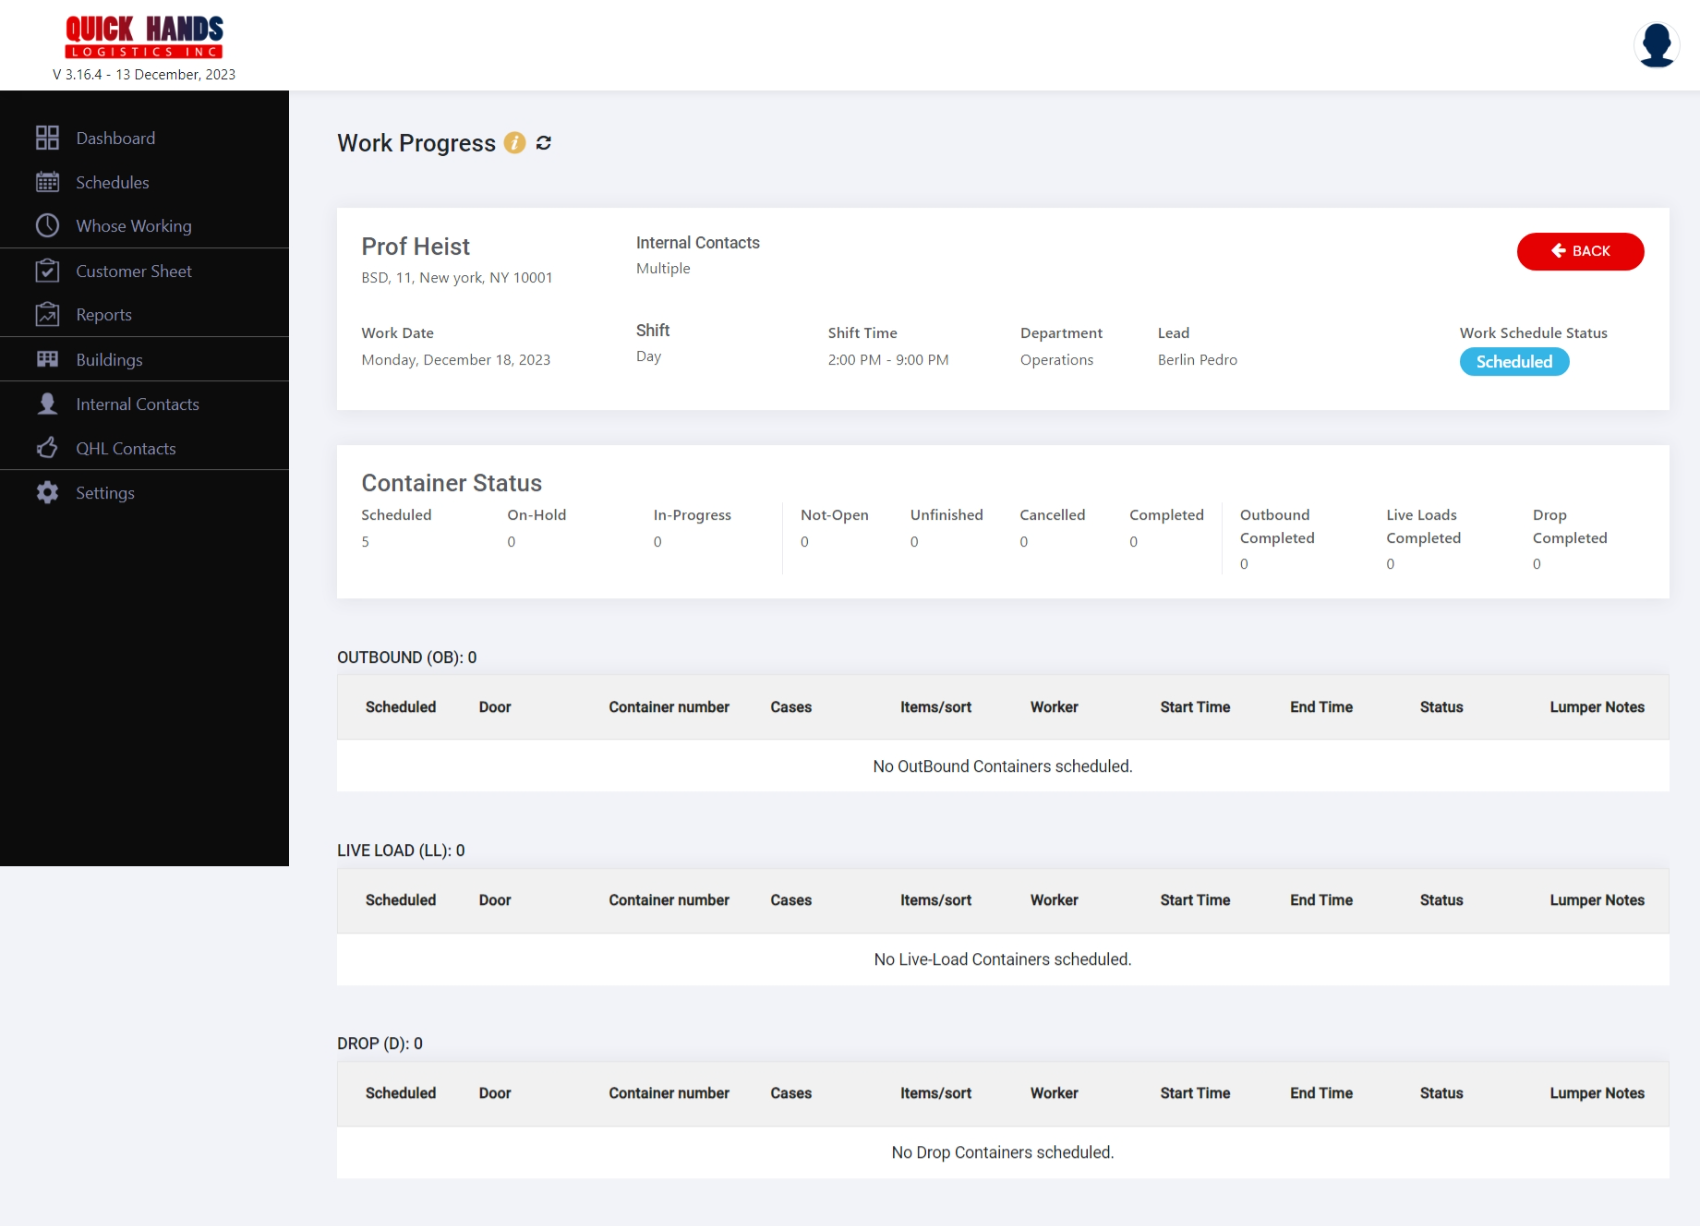 QUICK HANDS
LOGISTICS INC
V 3.16.4 - 13 December, 2023
Dashboard
Schedules
Whose Working
Customer Sheet
Reports
Buildings
Internal Contacts
QHL Contacts
Settings
Work Progress i
Prof Heist
BSD, 11, New york, NY 10001
Internal Contacts
Multiple
BACK
Work Date
Monday, December 18, 2023
Shift
Day
Shift Time
2:00 PM - 9:00 PM
Department
Operations
Lead
Berlin Pedro
Work Schedule Status
Scheduled
Container Status
Scheduled
5
On-Hold
0
In-Progress
0
Not-Open
0
Unfinished
0
Cancelled
0
Completed
0
Outbound
Completed
0
Live Loads
Completed
0
Drop
Completed
0
OUTBOUND (OB): 0
Scheduled Door Container number Cases Items/sort Worker Start Time End Time Status Lumper Notes
No OutBound Containers scheduled.
LIVE LOAD (LL): 0
Scheduled Door Container number Cases Items/sort Worker Start Time End Time Status Lumper Notes
No Live-Load Containers scheduled.
DROP (D): 0
Scheduled Door Container number Cases Items/sort Worker Start Time End Time Status Lumper Notes
No Drop Containers scheduled.